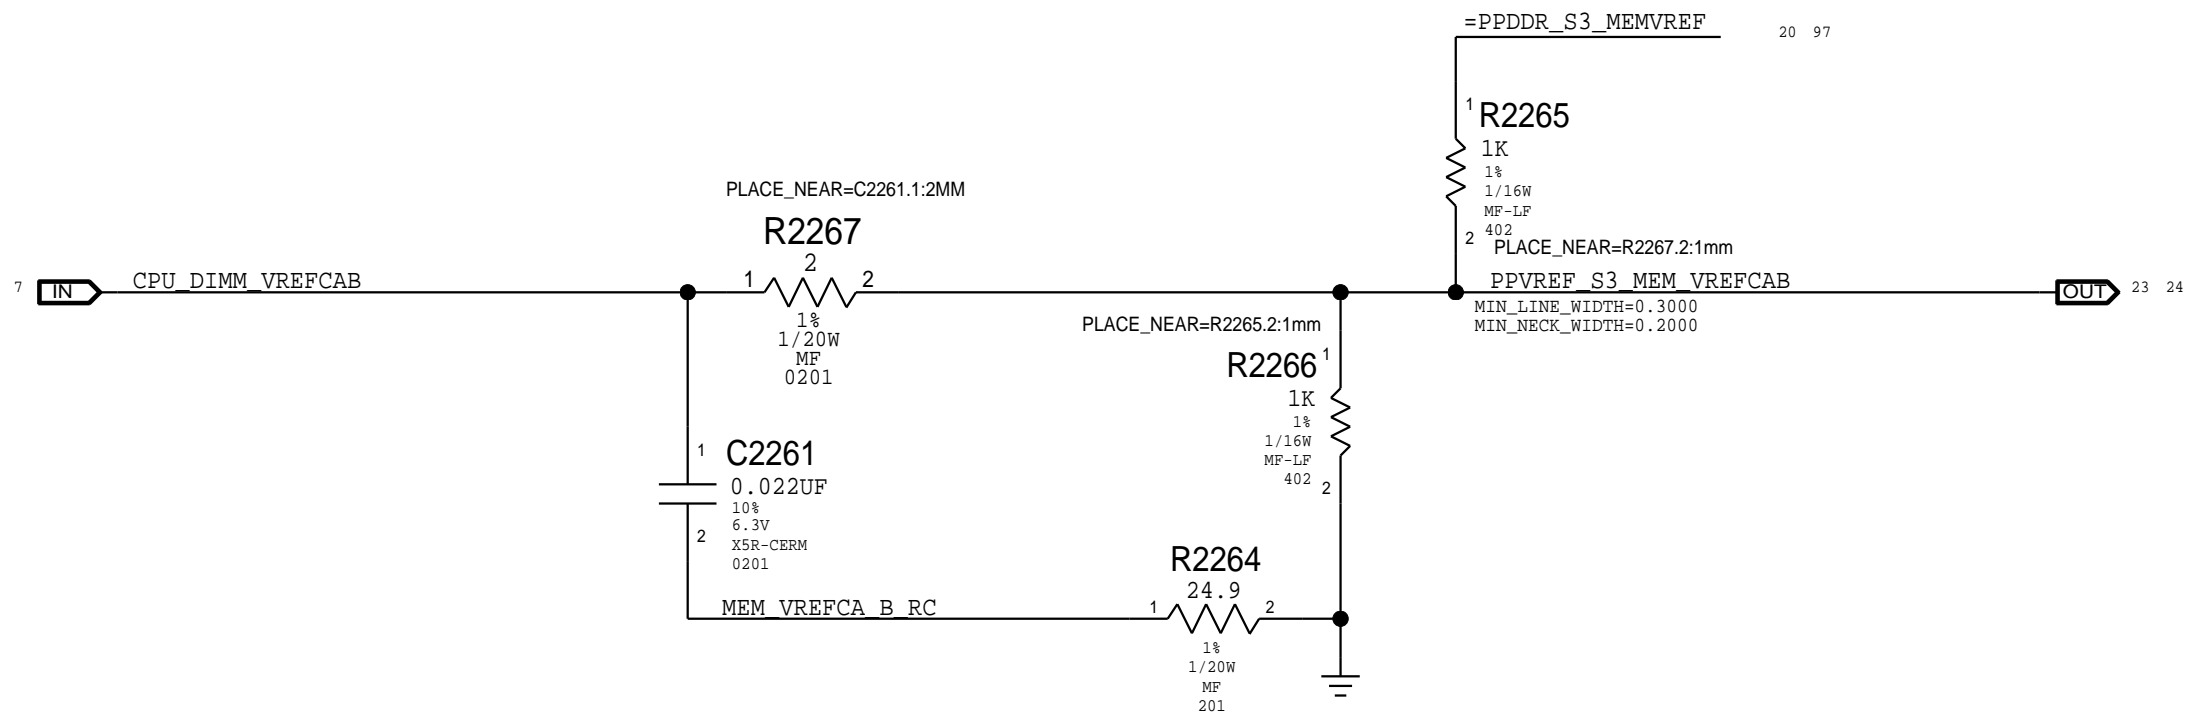 =PPDDR_S3_MEMVREF
20 97
1
R2265
1K
1%
1/16W
MF-LF
402
2
PLACE_NEAR=R2267.2:1mm
PLACE_NEAR=C2261.1:2MM
R2267
2
1
2
1%
1/20W
MF
0201
7
IN
CPU_DIMM_VREFCAB
PPVREF_S3_MEM_VREFCAB
MIN_LINE_WIDTH=0.3000
MIN_NECK_WIDTH=0.2000
OUT
23 24
PLACE_NEAR=R2265.2:1mm
R2266
1
1K
1%
1/16W
MF-LF
402
2
1
C2261
0.022UF
10%
6.3V
X5R-CERM
0201
2
MEM_VREFCA_B_RC
R2264
24.9
1
2
1%
1/20W
MF
201